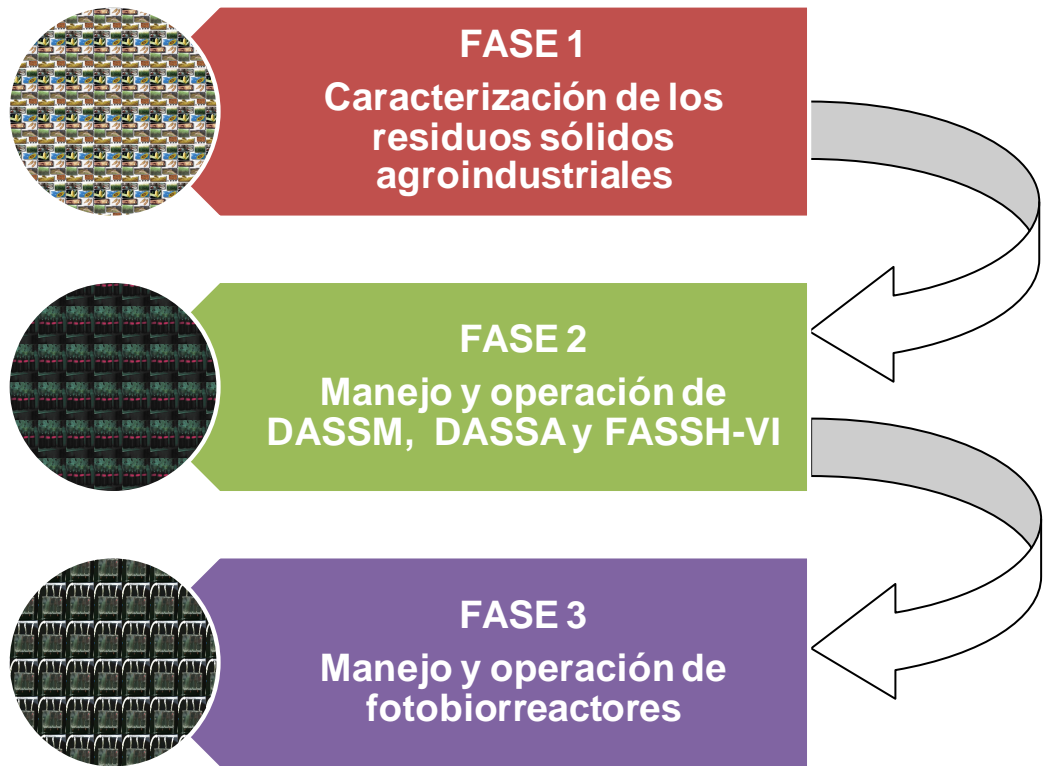 FASE 1
Caracterización de los
residuos sólidos
agroindustriales
FASE 2
Manejo y operación de
DASSM, DASSA y FASSH-VI
FASE 3
Manejo y operación de
fotobiorreactores